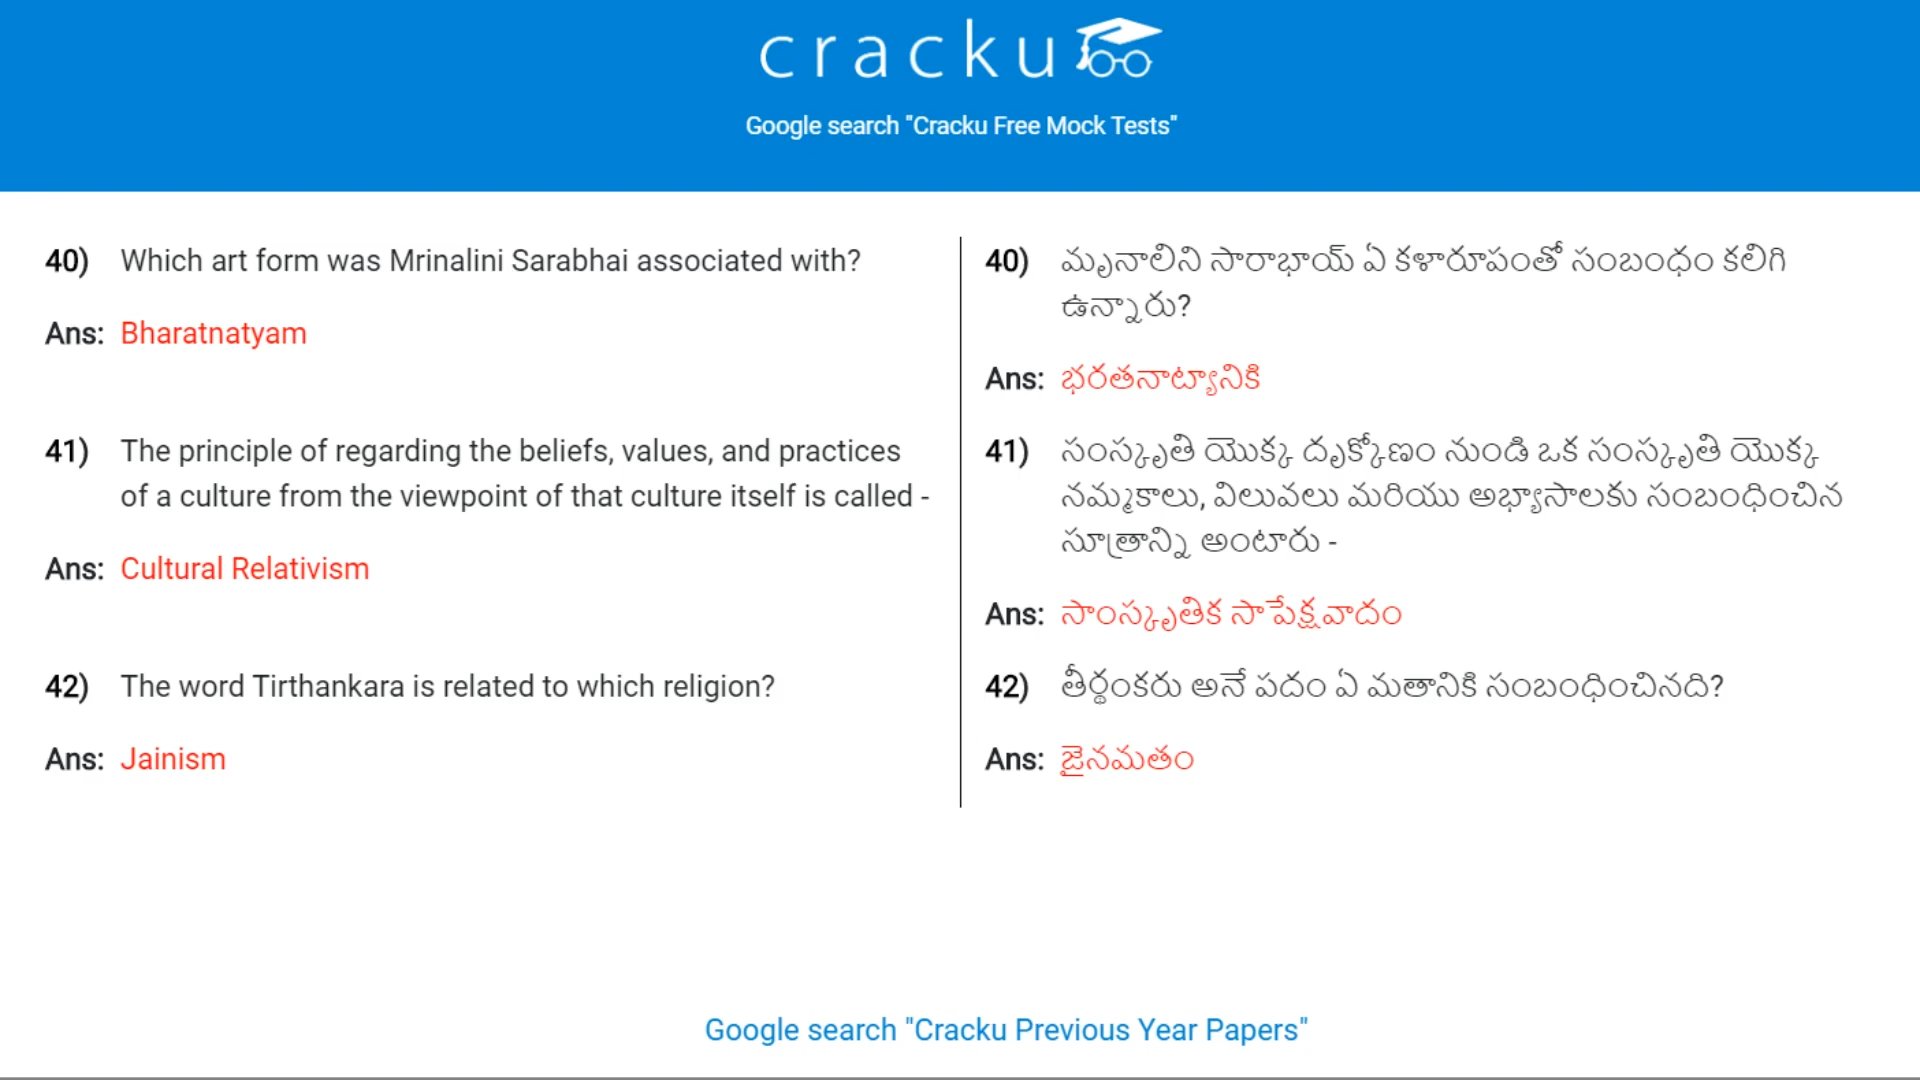 cracku
Google search "Cracku Free Mock Tests"
40) Which art form was Mrinalini Sarabhai associated with?
Ans: Bharatnatyam
41) The principle of regarding the beliefs, values, and practices
of a culture from the viewpoint of that culture itself is called -
Ans: Cultural Relativism
42) The word Tirthankara is related to which religion?
Ans: Jainism
40) మృనాలిని సారాభాయ్ ఏ కళారూపంతో సంబంధం కలిగి
ఉన్నారు?
Ans: భరతనాట్యానికి
41) సంస్కృతి యొక్క దృక్కోణం నుండి ఒక సంస్కృతి యొక్క
నమ్మకాలు, విలువలు మరియు అభ్యాసాలకు సంబంధించిన
సూత్రాన్ని అంటారు -
Ans: సాంస్కృతిక సాపేక్షవాదం
42) తీర్థంకరు అనే పదం ఏ మతానికి సంబంధించినది?
Ans: జైనమతం
Google search "Cracku Previous Year Papers"